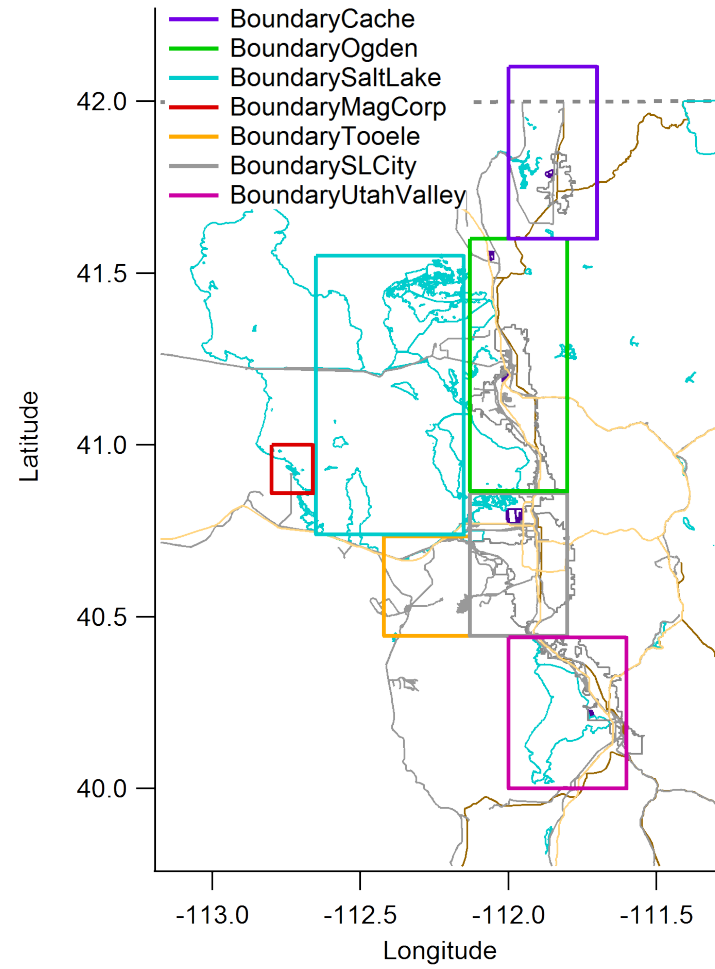 BoundaryCache
BoundaryOgden
BoundarySaltLake
BoundaryMagCorp
BoundaryTooele
BoundarySLCity
BoundaryUtahValley
42.0
41.5
41.0
40.5
40.0
Latitude
-113.0
-112.5
-112.0
-111.5
Longitude